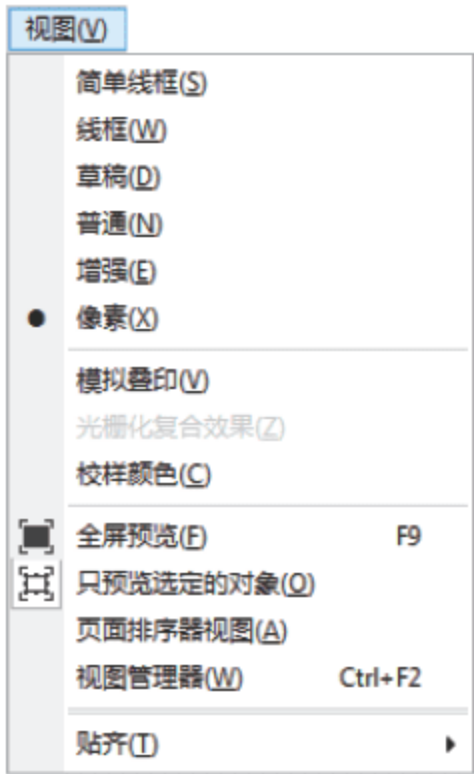 视图(V)
简单线框(S)
线框(W)
草稿(D)
普通(N)
增强(E)
像素(X)
模拟叠印(V)
光栅化复合效果(Z)
校样颜色(C)
全屏预览(F) F9
只预览选定的对象(O)
页面排序器视图(A)
视图管理器(W) Ctrl+F2
贴齐(T)